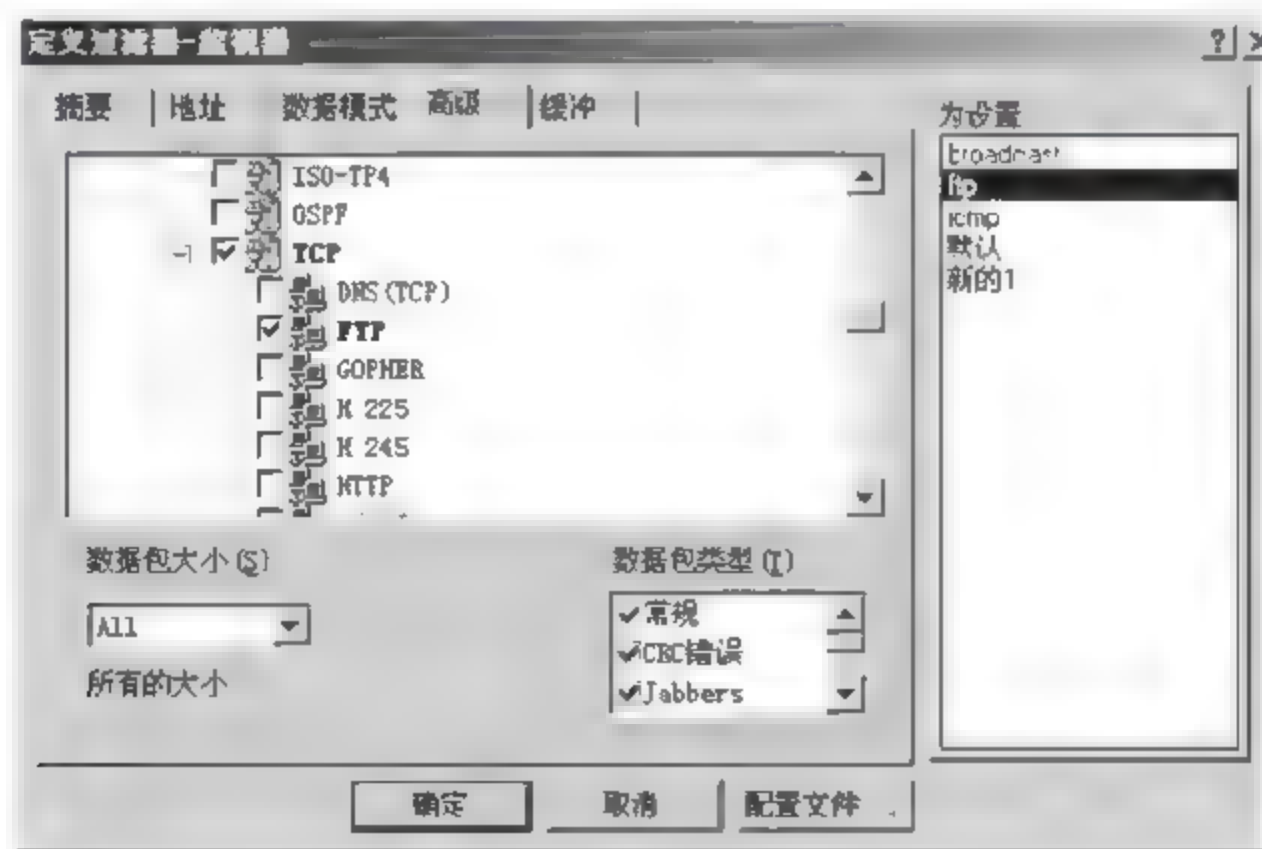 定义过滤器-监视器
摘要 地址 数据模式 高级 缓冲
为设置
ISO-TP4
OSPF
TCP
DNS(TCP)
FTP
GOPHER
H 225
H 245
HTTP
broadcast
ftp
icmp
默认
新的1
数据包大小(S)
All
所有的大小
数据包类型(T)
常规
CRC错误
Jabbers
确定 取消 配置文件